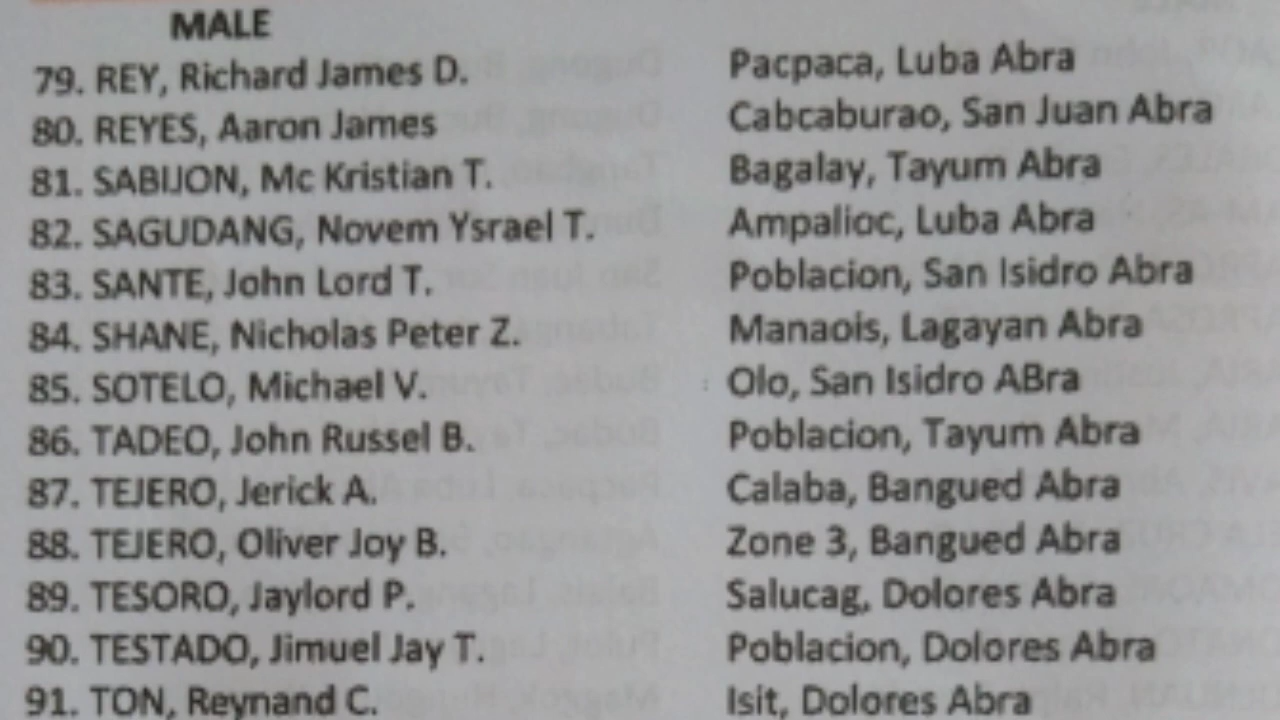 MALE
79. REY, Richard James D. Pacpaca, Luba Abra
80. REYES, Aaron James Cabcaburao, San Juan Abra
81. SABIJON, Mc Kristian T. Bagalay, Tayum Abra
82. SAGUDANG, Novem Ysrael T. Ampalioc, Luba Abra
83. SANTE, John Lord T. Poblacion, San Isidro Abra
84. SHANE, Nicholas Peter Z. Manaois, Lagayan Abra
85. SOTELO, Michael V. Olo, San Isidro ABra
86. TADEO, John Russel B. Poblacion, Tayum Abra
87. TEJERO, Jerick A. Calaba, Bangued Abra
88. TEJERO, Oliver Joy B. Zone 3, Bangued Abra
89. TESORO, Jaylord P. Salucag, Dolores Abra
90. TESTADO, Jimuel Jay T. Poblacion, Dolores Abra
91. TON, Reynand C. Isit, Dolores Abra